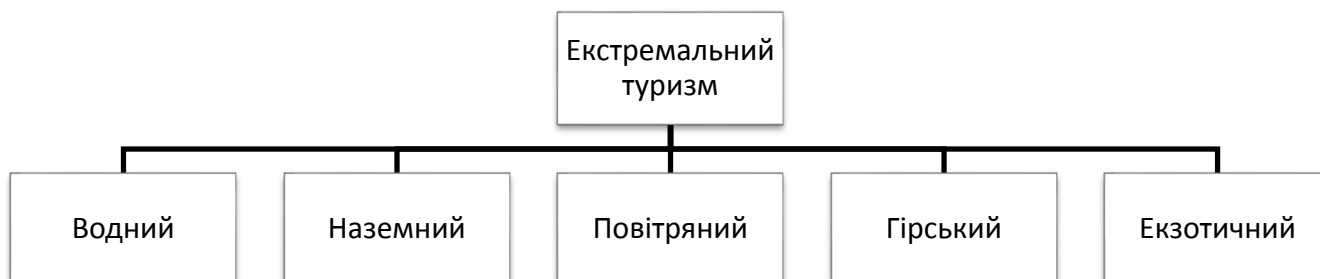 Екстремальний
туризм
Водний
Наземний
Повітряний
Гірський
Екзотичний